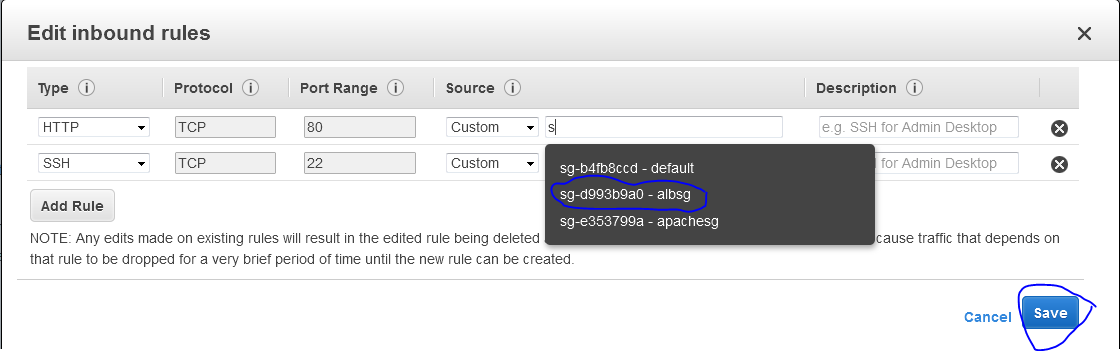 Edit inbound rules
Type Protocol Port Range Source Description
HTTP TCP 80 Custom s e.g. SSH for Admin Desktop
SSH TCP 22 Custom for Admin Desktop
sg-b4fb8ccd - default
sg-d993b9a0 - albsg
sg-e353799a - apachesg
Add Rule
NOTE: Any edits made on existing rules will result in the edited rule being deleted cause traffic that depends on
that rule to be dropped for a very brief period of time until the new rule can be created.
Cancel Save